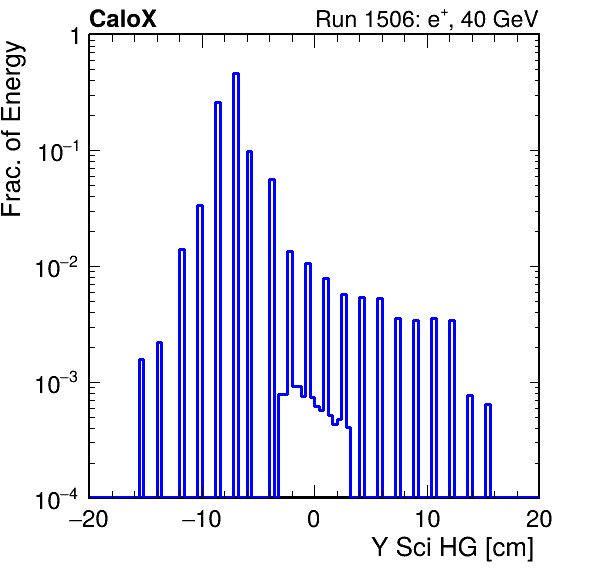 CaloX Run 1506: e⁺, 40 GeV
Frac. of Energy
1
10⁻¹
10⁻²
10⁻³
10⁻⁴
−20 −10 0 10 20
Y Sci HG [cm]